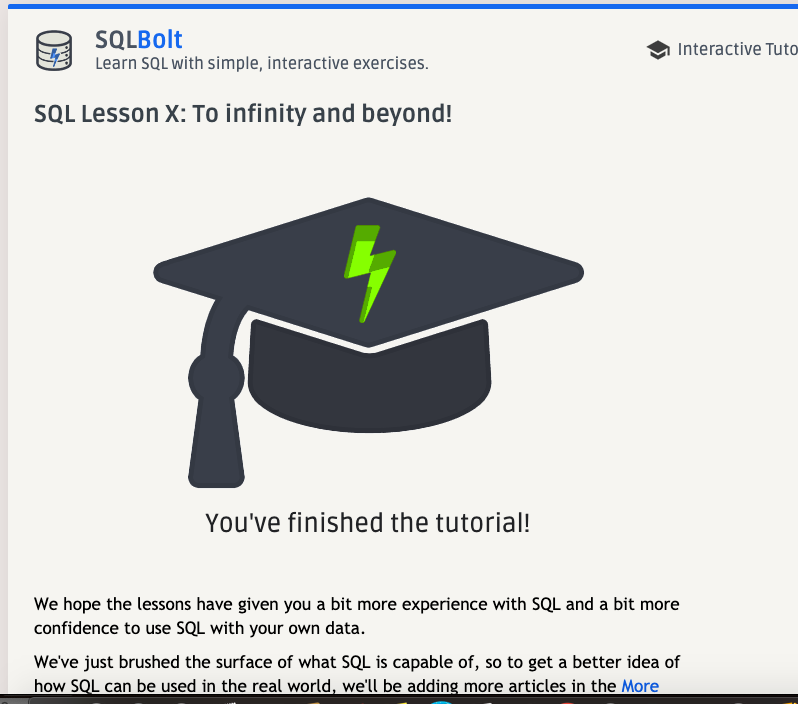 SQLBolt
Learn SQL with simple, interactive exercises.
Interactive Tuto
SQL Lesson X: To infinity and beyond!
You've finished the tutorial!
We hope the lessons have given you a bit more experience with SQL and a bit more
confidence to use SQL with your own data.
We've just brushed the surface of what SQL is capable of, so to get a better idea of
how SQL can be used in the real world, we'll be adding more articles in the More